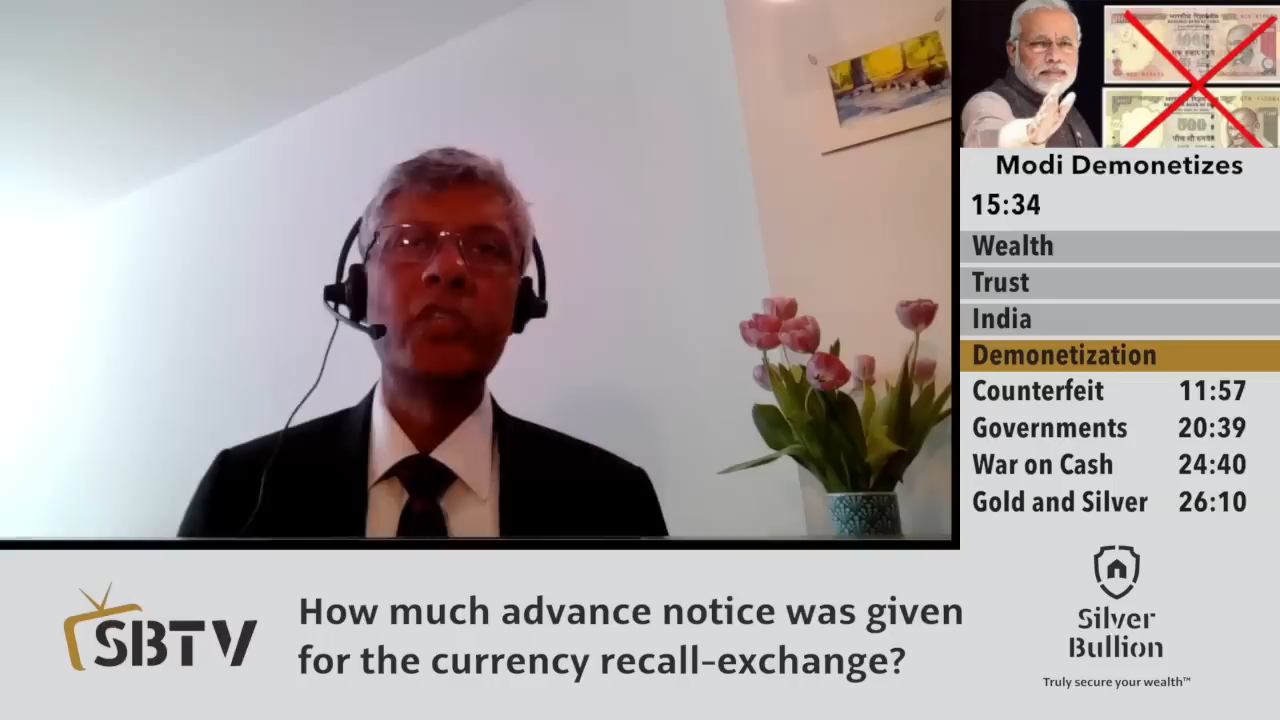 1000
500
Modi Demonetizes
15:34
Wealth
Trust
India
Demonetization
Counterfeit 11:57
Governments 20:39
War on Cash 24:40
Gold and Silver 26:10
SBTV
How much advance notice was given
for the currency recall-exchange?
Silver
Bullion
Truly secure your wealth™